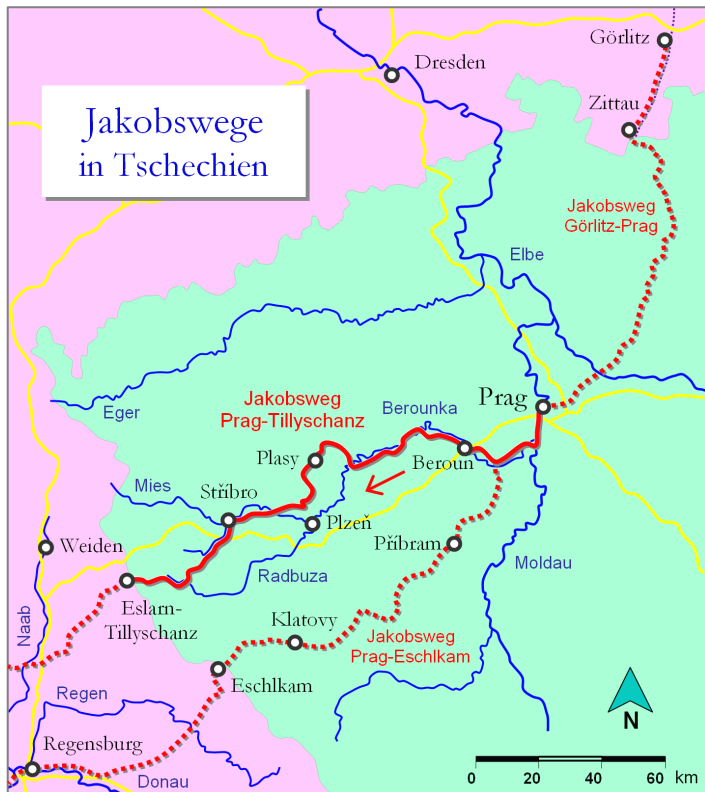 Görlitz
Dresden
Zittau
Jakobswege
in Tschechien
Jakobsweg
Görlitz-Prag
Elbe
Jakobsweg
Prag-Tillyschanz
Prag
Eger
Berounka
Plasy
Beroun
Mies
Stříbro
Plzeň
Weiden
Příbram
Radbuza
Moldau
Eslarn-
Tillyschanz
Naab
Klatovy
Jakobsweg
Prag-Eschlkam
Eschlkam
Regen
N
Regensburg
Donau
0 20 40 60 km